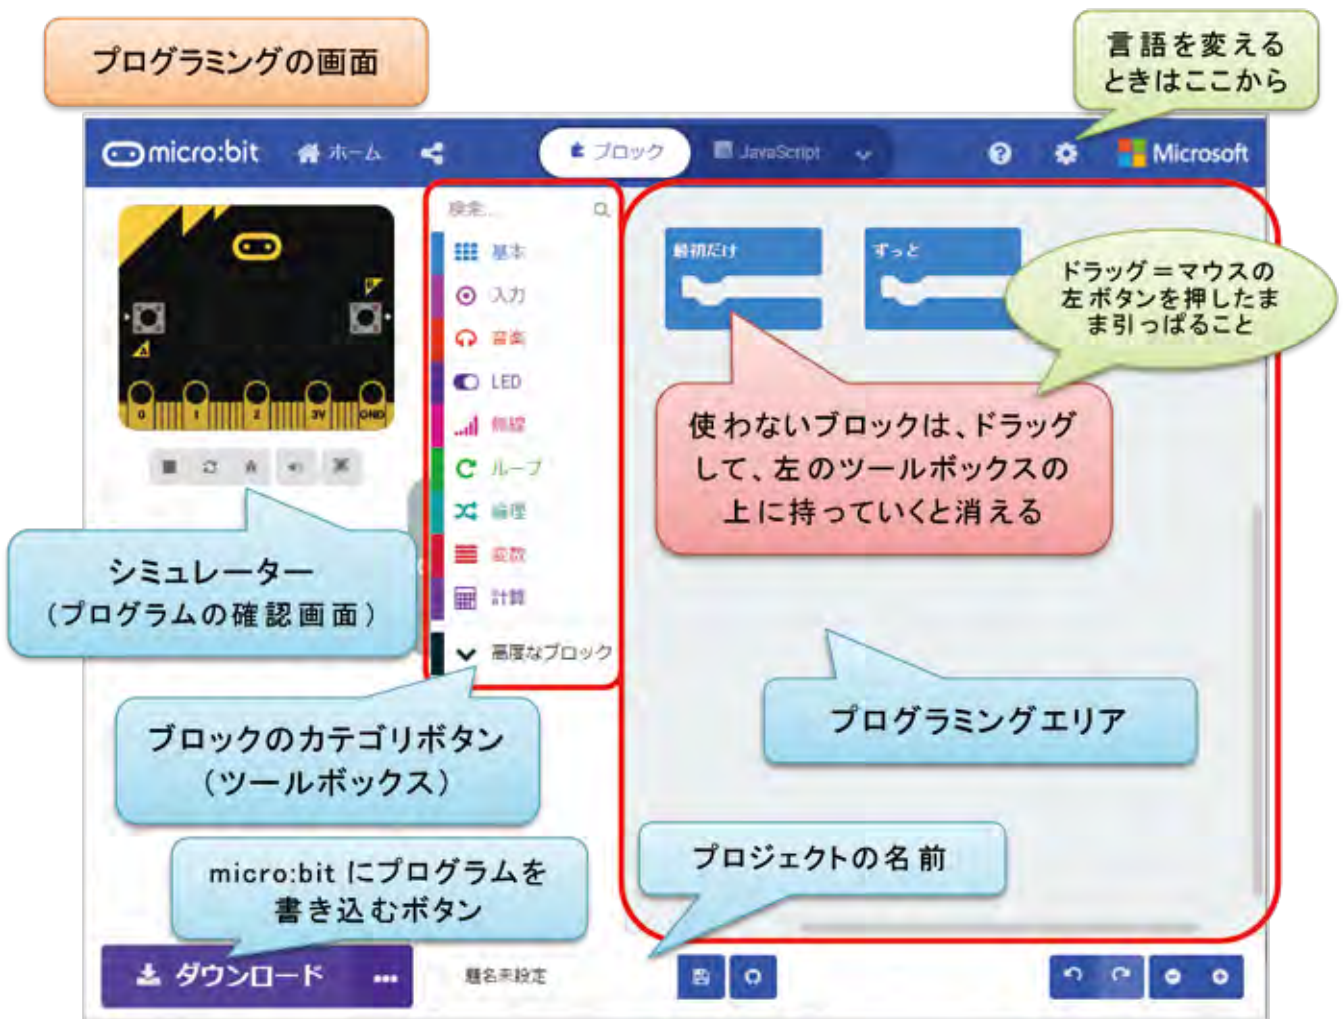 プログラミングの画面
言語を変える
ときはここから
micro:bit
ホーム
ブロック
JavaScript
Microsoft
検索...
基本
入力
音楽
LED
無線
ループ
論理
変数
計算
高度なブロック
最初だけ
ずっと
ドラッグ＝マウスの
左ボタンを押したま
ま引っぱること
使わないブロックは、ドラッグ
して、左のツールボックスの
上に持っていくと消える
B
A
0
1
2
3V
GND
シミュレーター
（プログラムの確認画面）
ブロックのカテゴリボタン
（ツールボックス）
プログラミングエリア
micro:bit にプログラムを
書き込むボタン
プロジェクトの名前
ダウンロード
題名未設定